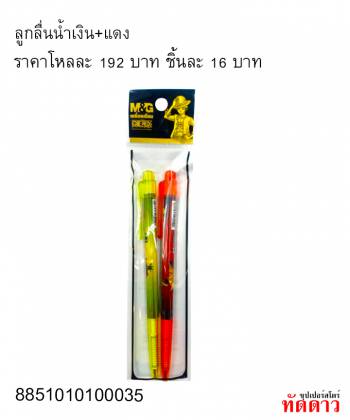 ลูกลื่นน้ำเงิน+แดง
ราคาโหลละ 192 บาท ชิ้นละ 16 บาท
M&G
8851010100035
ซุปเปอร์สโตร์
ทัดดาว